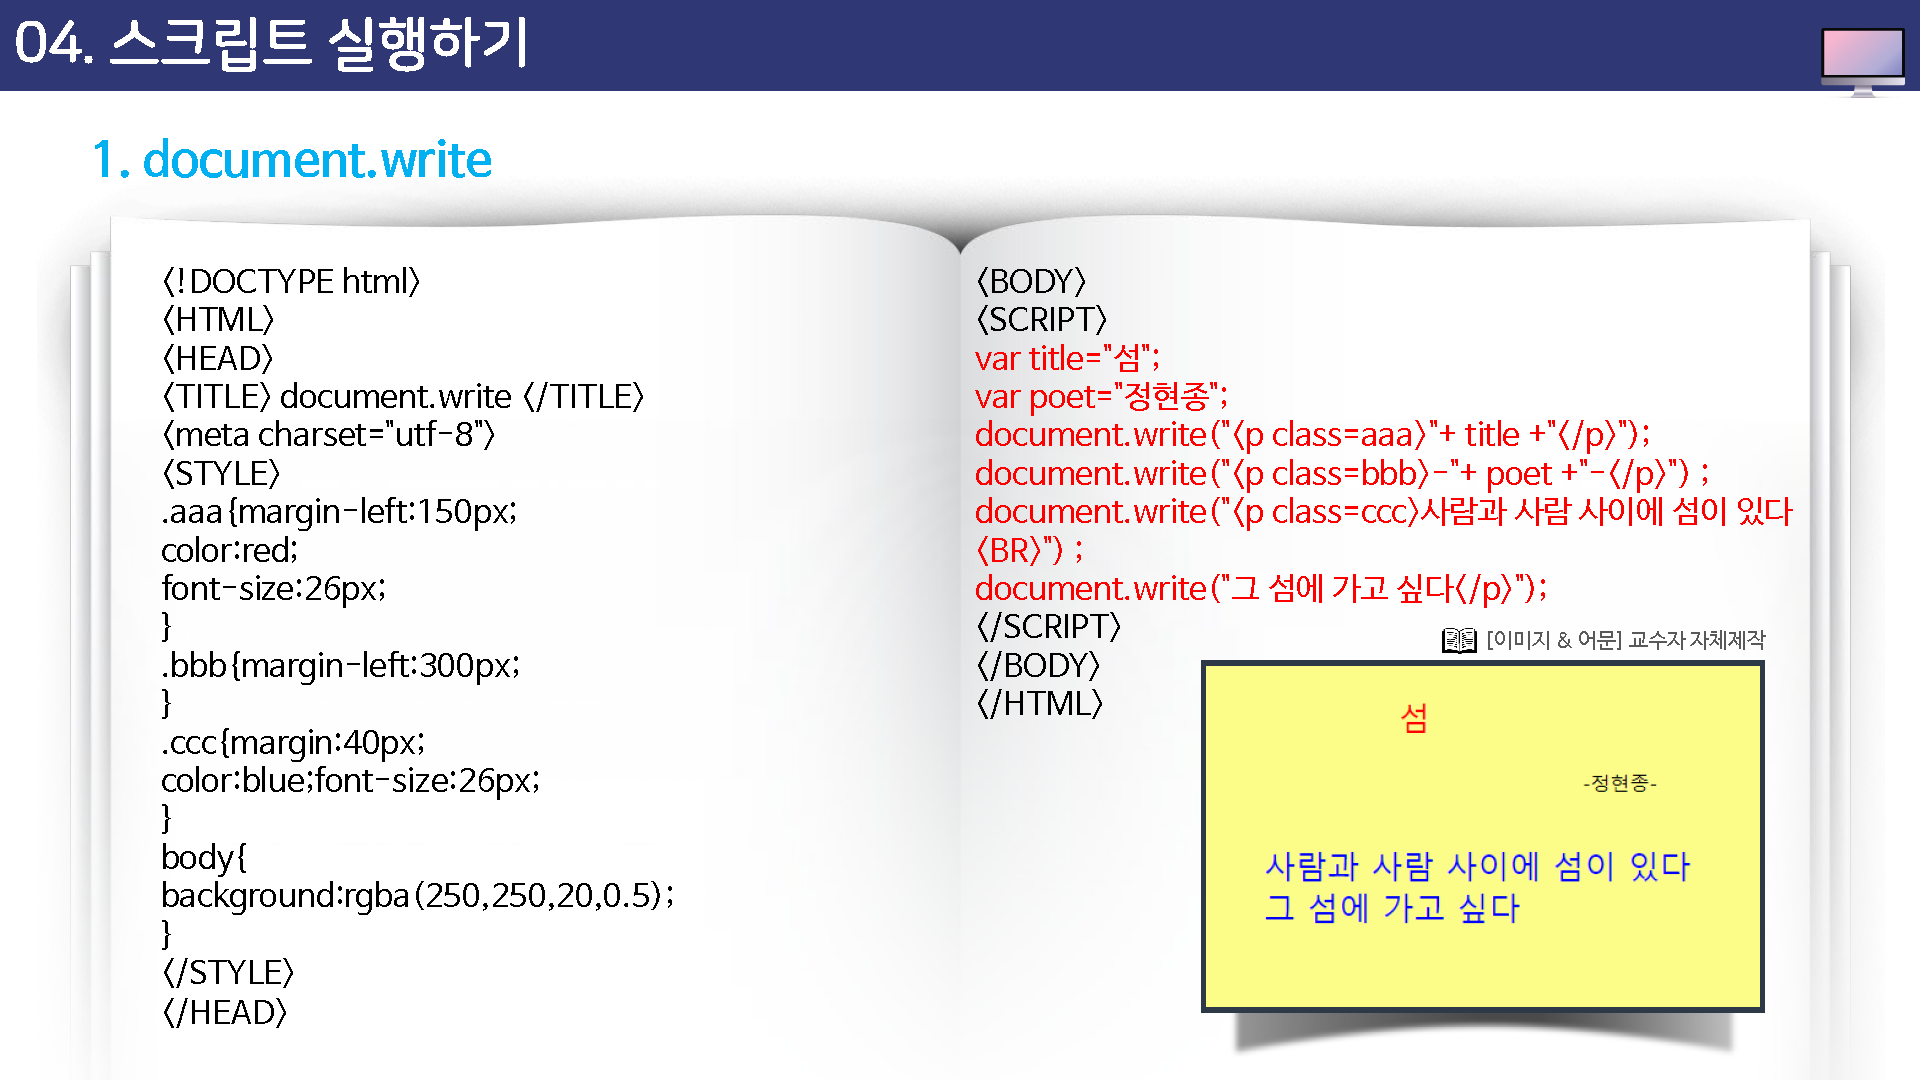 04. 스크립트 실행하기
1. document.write
<!DOCTYPE html>
<HTML>
<HEAD>
<TITLE> document.write </TITLE>
<meta charset="utf-8">
<STYLE>
.aaa{margin-left:150px;
color:red;
font-size:26px;
}
.bbb{margin-left:300px;
}
.ccc{margin:40px;
color:blue;font-size:26px;
}
body{
background:rgba(250,250,20,0.5);
}
</STYLE>
</HEAD>
<BODY>
<SCRIPT>
var title="섬";
var poet="정현종";
document.write("<p class=aaa>"+ title +"</p>");
document.write("<p class=bbb>-"+ poet +"-</p>") ;
document.write("<p class=ccc>사람과 사람 사이에 섬이 있다
<BR>") ;
document.write("그 섬에 가고 싶다</p>");
</SCRIPT>
</BODY>
</HTML>
[이미지 & 어문] 교수자 자체제작
섬
-정현종-
사람과 사람 사이에 섬이 있다
그 섬에 가고 싶다